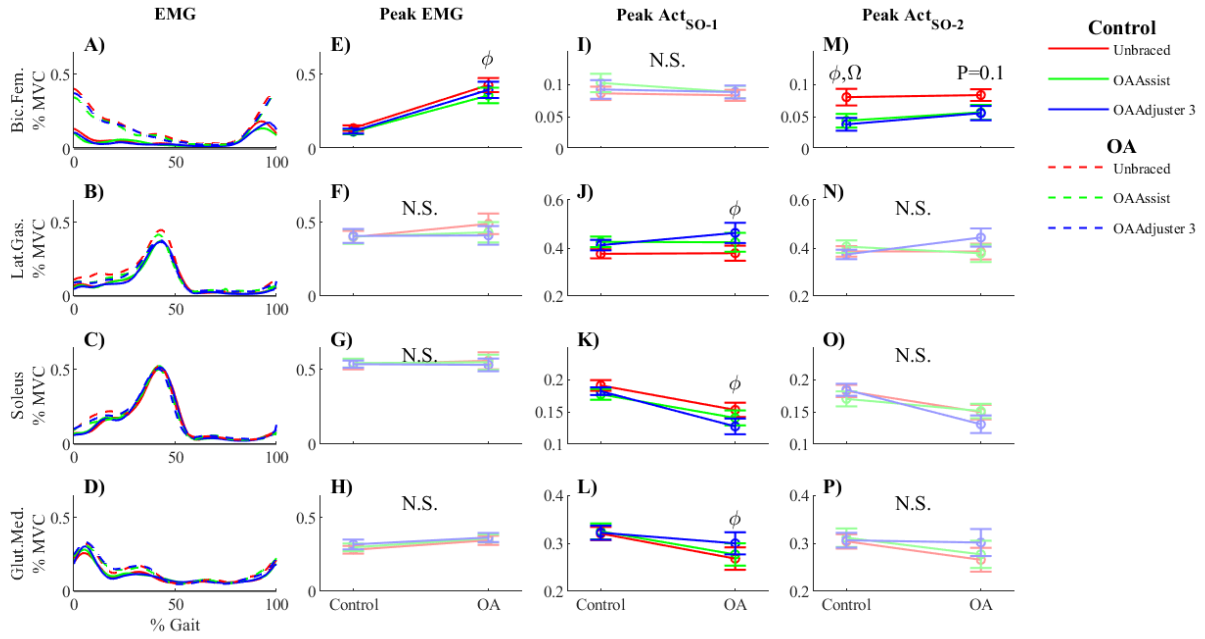 EMG
Peak EMG
Peak Act_SO-1
Peak Act_SO-2
A)
E)
I)
M)
Bic.Fem.
% MVC
0.5
0
0
50
100
0.5
0
ϕ
0.1
0.05
0
N.S.
0.1
0.05
0
ϕ,Ω
P=0.1
B)
F)
J)
N)
Lat.Gas.
% MVC
0.5
0
0.5
0
N.S.
0.6
0.4
0.2
ϕ
0.6
0.4
0.2
N.S.
C)
G)
K)
O)
Soleus
% MVC
0.5
0
0.5
0
N.S.
0.2
0.15
0.1
ϕ
0.2
0.15
0.1
N.S.
D)
H)
L)
P)
Glut.Med.
% MVC
0.5
0
0
50
100
% Gait
0.5
0
N.S.
Control
OA
0.4
0.3
0.2
ϕ
Control
OA
0.4
0.3
0.2
N.S.
Control
OA
Control
Unbraced
OAAssist
OAAdjuster 3
OA
Unbraced
OAAssist
OAAdjuster 3